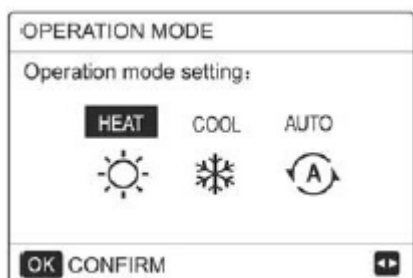 OPERATION MODE
Operation mode setting:
HEAT COOL AUTO
A
OK CONFIRM